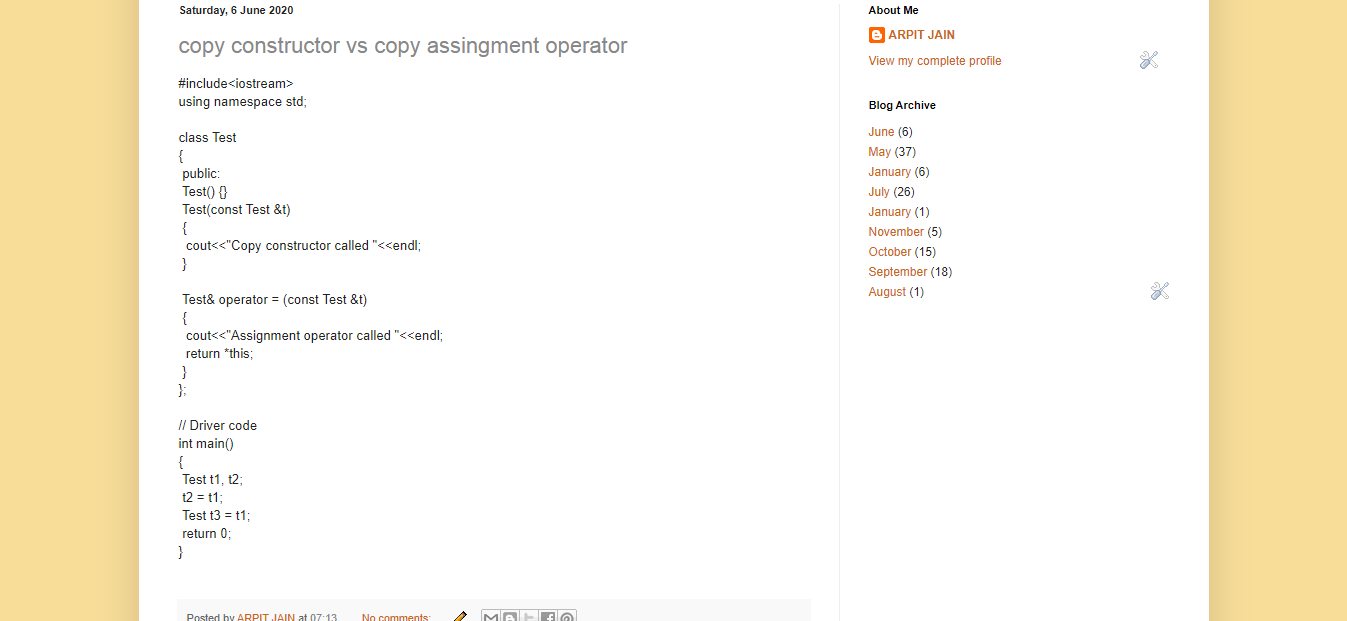 Saturday, 6 June 2020
copy constructor vs copy assingment operator
#include<iostream>
using namespace std;
class Test
{
public:
Test() {}
Test(const Test &t)
{
cout<<"Copy constructor called "<<endl;
}
Test& operator = (const Test &t)
{
cout<<"Assignment operator called "<<endl;
return *this;
}
};
// Driver code
int main()
{
Test t1, t2;
t2 = t1;
Test t3 = t1;
return 0;
}
Posted by ARPIT JAIN at 07:13 No comments:
About Me
ARPIT JAIN
View my complete profile
Blog Archive
June (6)
May (37)
January (6)
July (26)
January (1)
November (5)
October (15)
September (18)
August (1)